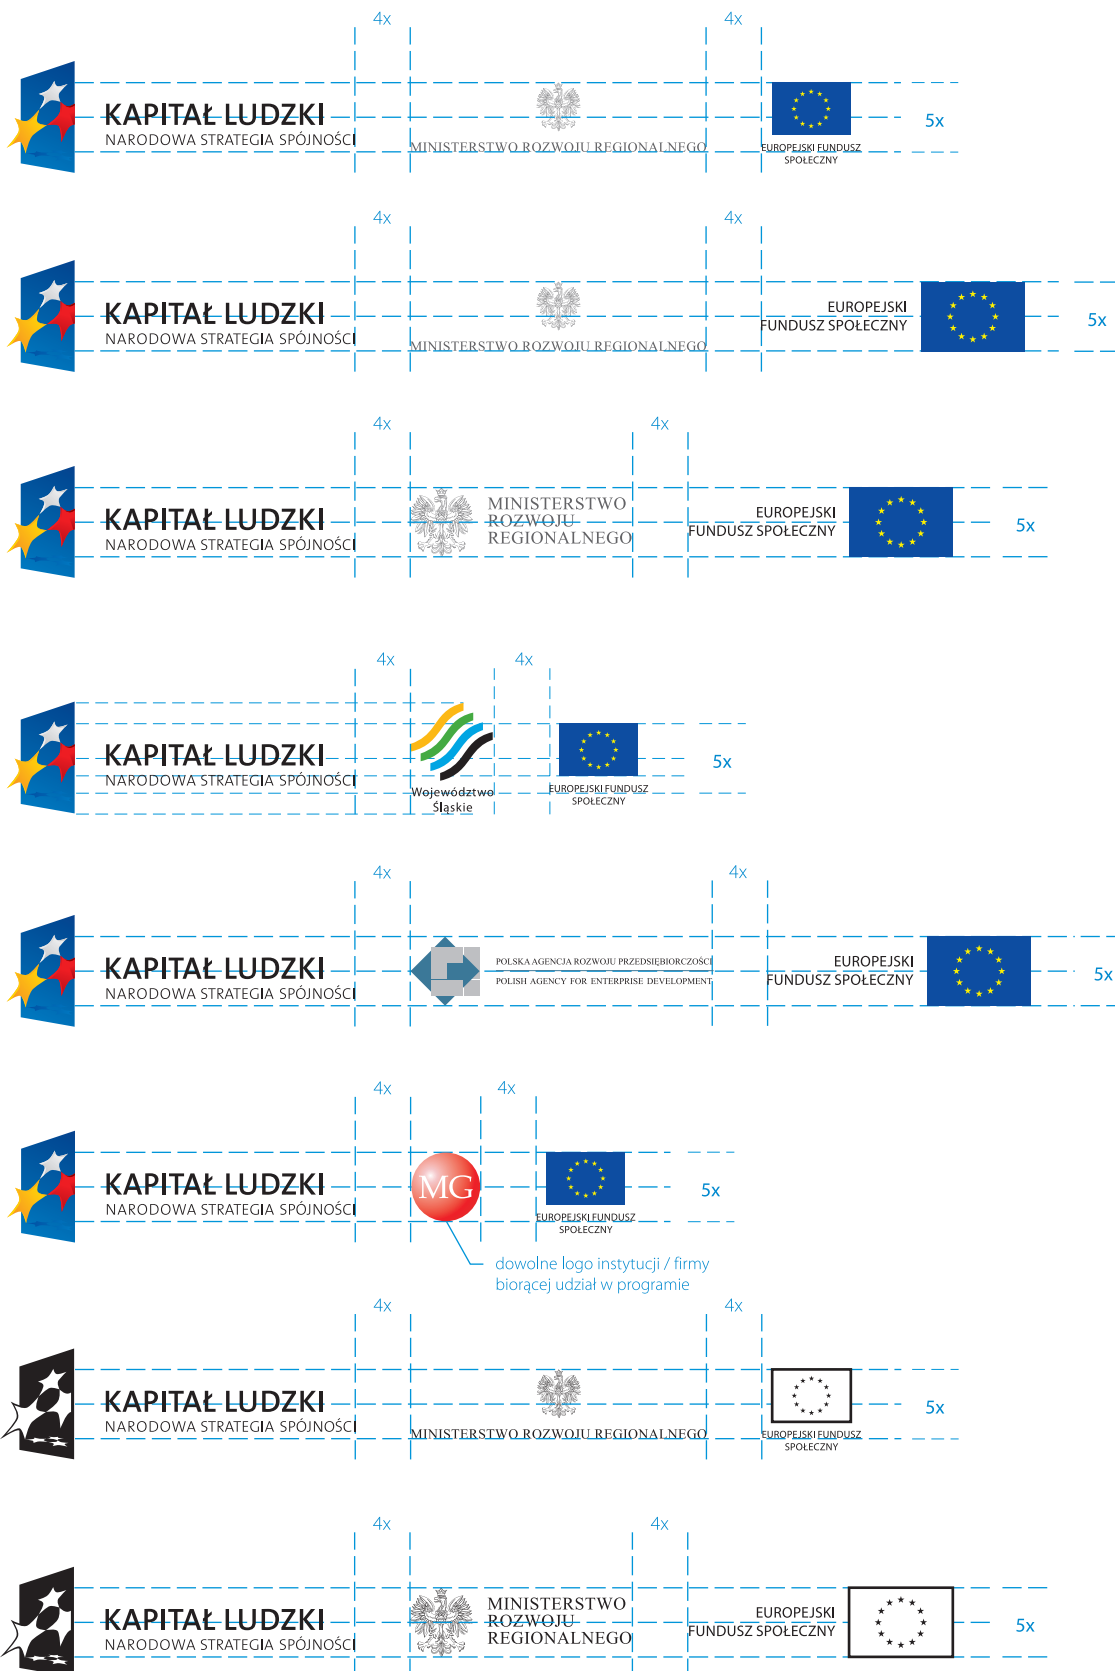 4x 4x
KAPITAŁ LUDZKI
NARODOWA STRATEGIA SPÓJNOŚCI
MINISTERSTWO ROZWOJU REGIONALNEGO
EUROPEJSKI FUNDUSZ
SPOŁECZNY
5x
4x 4x
KAPITAŁ LUDZKI
NARODOWA STRATEGIA SPÓJNOŚCI
MINISTERSTWO ROZWOJU REGIONALNEGO
EUROPEJSKI
FUNDUSZ SPOŁECZNY
5x
4x 4x
KAPITAŁ LUDZKI
NARODOWA STRATEGIA SPÓJNOŚCI
MINISTERSTWO
ROZWOJU
REGIONALNEGO
EUROPEJSKI
FUNDUSZ SPOŁECZNY
5x
4x 4x
KAPITAŁ LUDZKI
NARODOWA STRATEGIA SPÓJNOŚCI
Województwo
Śląskie
EUROPEJSKI FUNDUSZ
SPOŁECZNY
5x
4x 4x
KAPITAŁ LUDZKI
NARODOWA STRATEGIA SPÓJNOŚCI
POLSKA AGENCJA ROZWOJU PRZEDSIĘBIORCZOŚCI
POLISH AGENCY FOR ENTERPRISE DEVELOPMENT
EUROPEJSKI
FUNDUSZ SPOŁECZNY
5x
4x 4x
KAPITAŁ LUDZKI
NARODOWA STRATEGIA SPÓJNOŚCI
MG
EUROPEJSKI FUNDUSZ
SPOŁECZNY
5x
dowolne logo instytucji / firmy
biorącej udział w programie
4x 4x
KAPITAŁ LUDZKI
NARODOWA STRATEGIA SPÓJNOŚCI
MINISTERSTWO ROZWOJU REGIONALNEGO
EUROPEJSKI FUNDUSZ
SPOŁECZNY
5x
4x 4x
KAPITAŁ LUDZKI
NARODOWA STRATEGIA SPÓJNOŚCI
MINISTERSTWO
ROZWOJU
REGIONALNEGO
EUROPEJSKI
FUNDUSZ SPOŁECZNY
5x